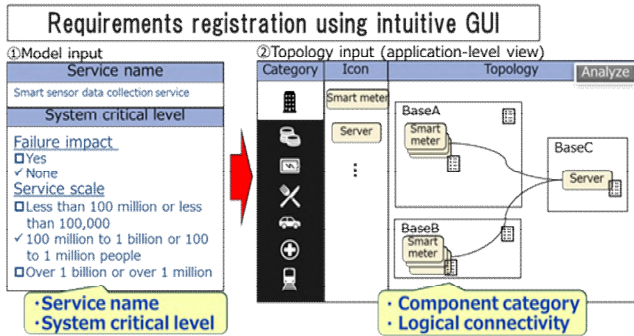 Requirements registration using intuitive GUI
①Model input
Service name
Smart sensor data collection service
System critical level
Failure impact
Yes
✓ None
Service scale
Less than 100 million or less
than 100,000
✓ 100 million to 1 billion or 100
to 1 million people
Over 1 billion or over 1 million
・Service name
・System critical level
②Topology input (application-level view)
Category Icon Topology Analyze
Smart meter
Server
⋮
BaseA
Smart
meter
BaseB
Smart
meter
BaseC
Server
・Component category
・Logical connectivity